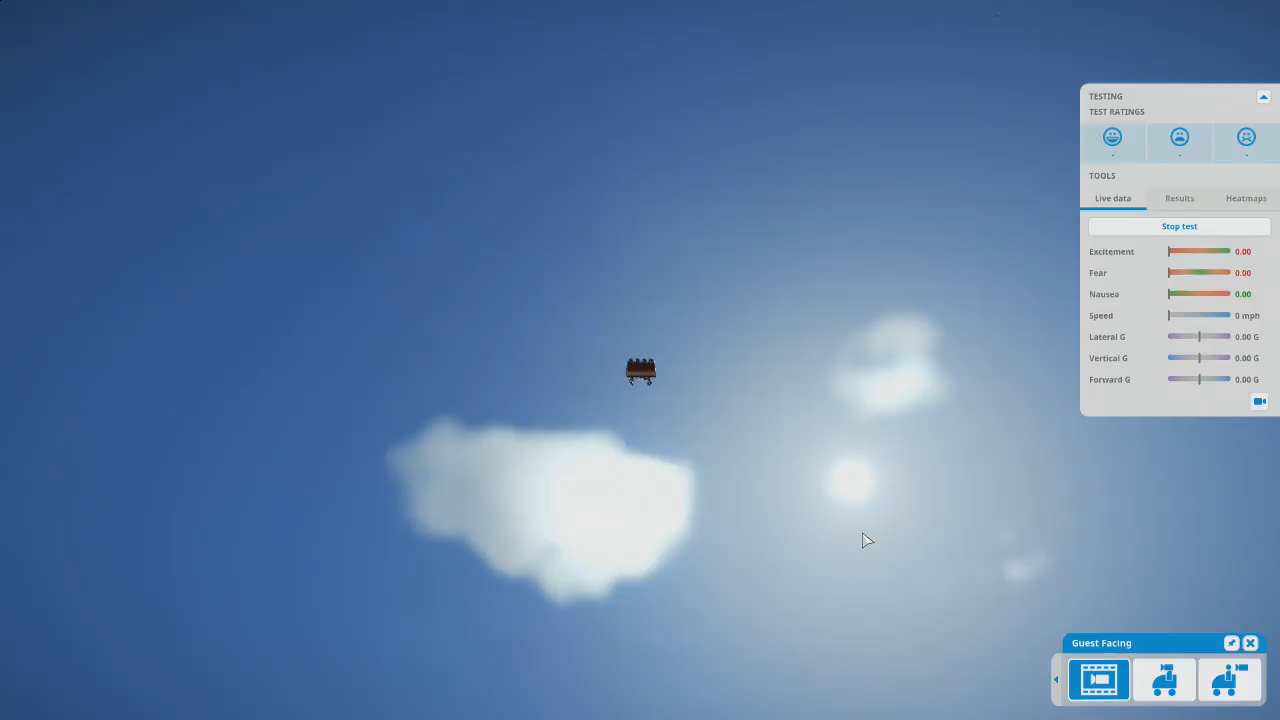 TESTING
TEST RATINGS
- - -
TOOLS
Live data Results Heatmaps
Stop test
Excitement 0.00
Fear 0.00
Nausea 0.00
Speed 0 mph
Lateral G 0.00 G
Vertical G 0.00 G
Forward G 0.00 G
Guest Facing